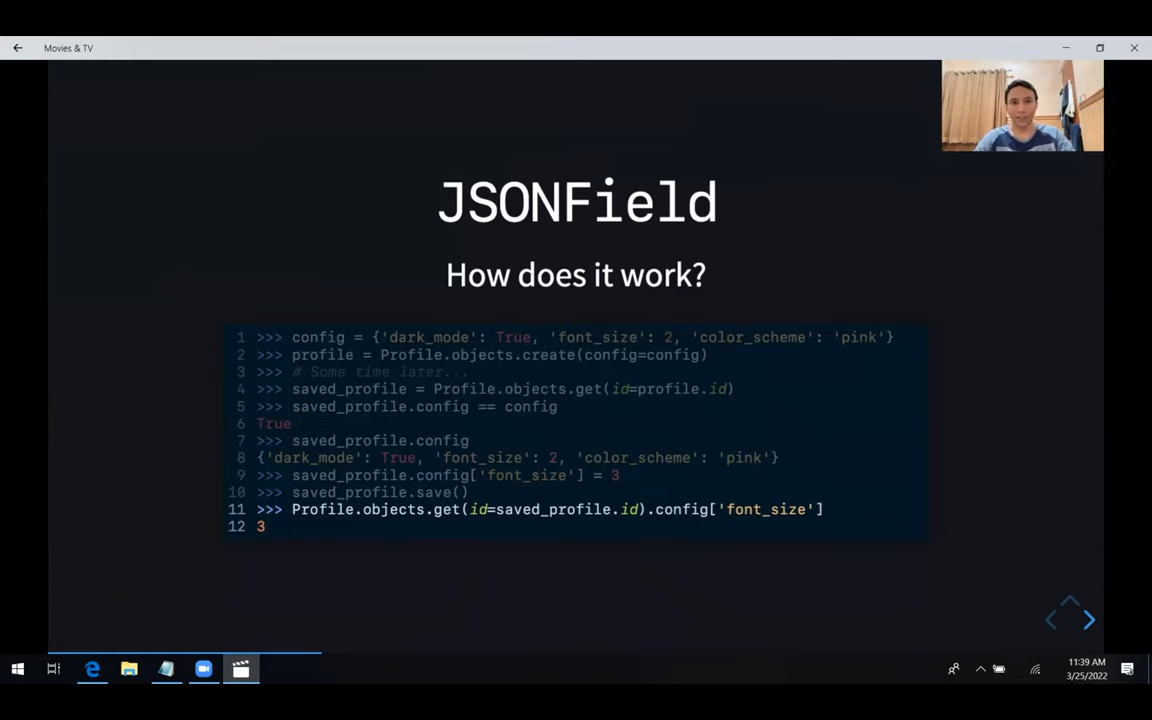 Movies & TV
JSONField
How does it work?
1 >>> config = {'dark_mode': True, 'font_size': 2, 'color_scheme': 'pink'}
2 >>> profile = Profile.objects.create(config=config)
3 >>> # Some time later...
4 >>> saved_profile = Profile.objects.get(id=profile.id)
5 >>> saved_profile.config == config
6 True
7 >>> saved_profile.config
8 {'dark_mode': True, 'font_size': 2, 'color_scheme': 'pink'}
9 >>> saved_profile.config['font_size'] = 3
10 >>> saved_profile.save()
11 >>> Profile.objects.get(id=saved_profile.id).config['font_size']
12 3
11:39 AM
3/25/2022